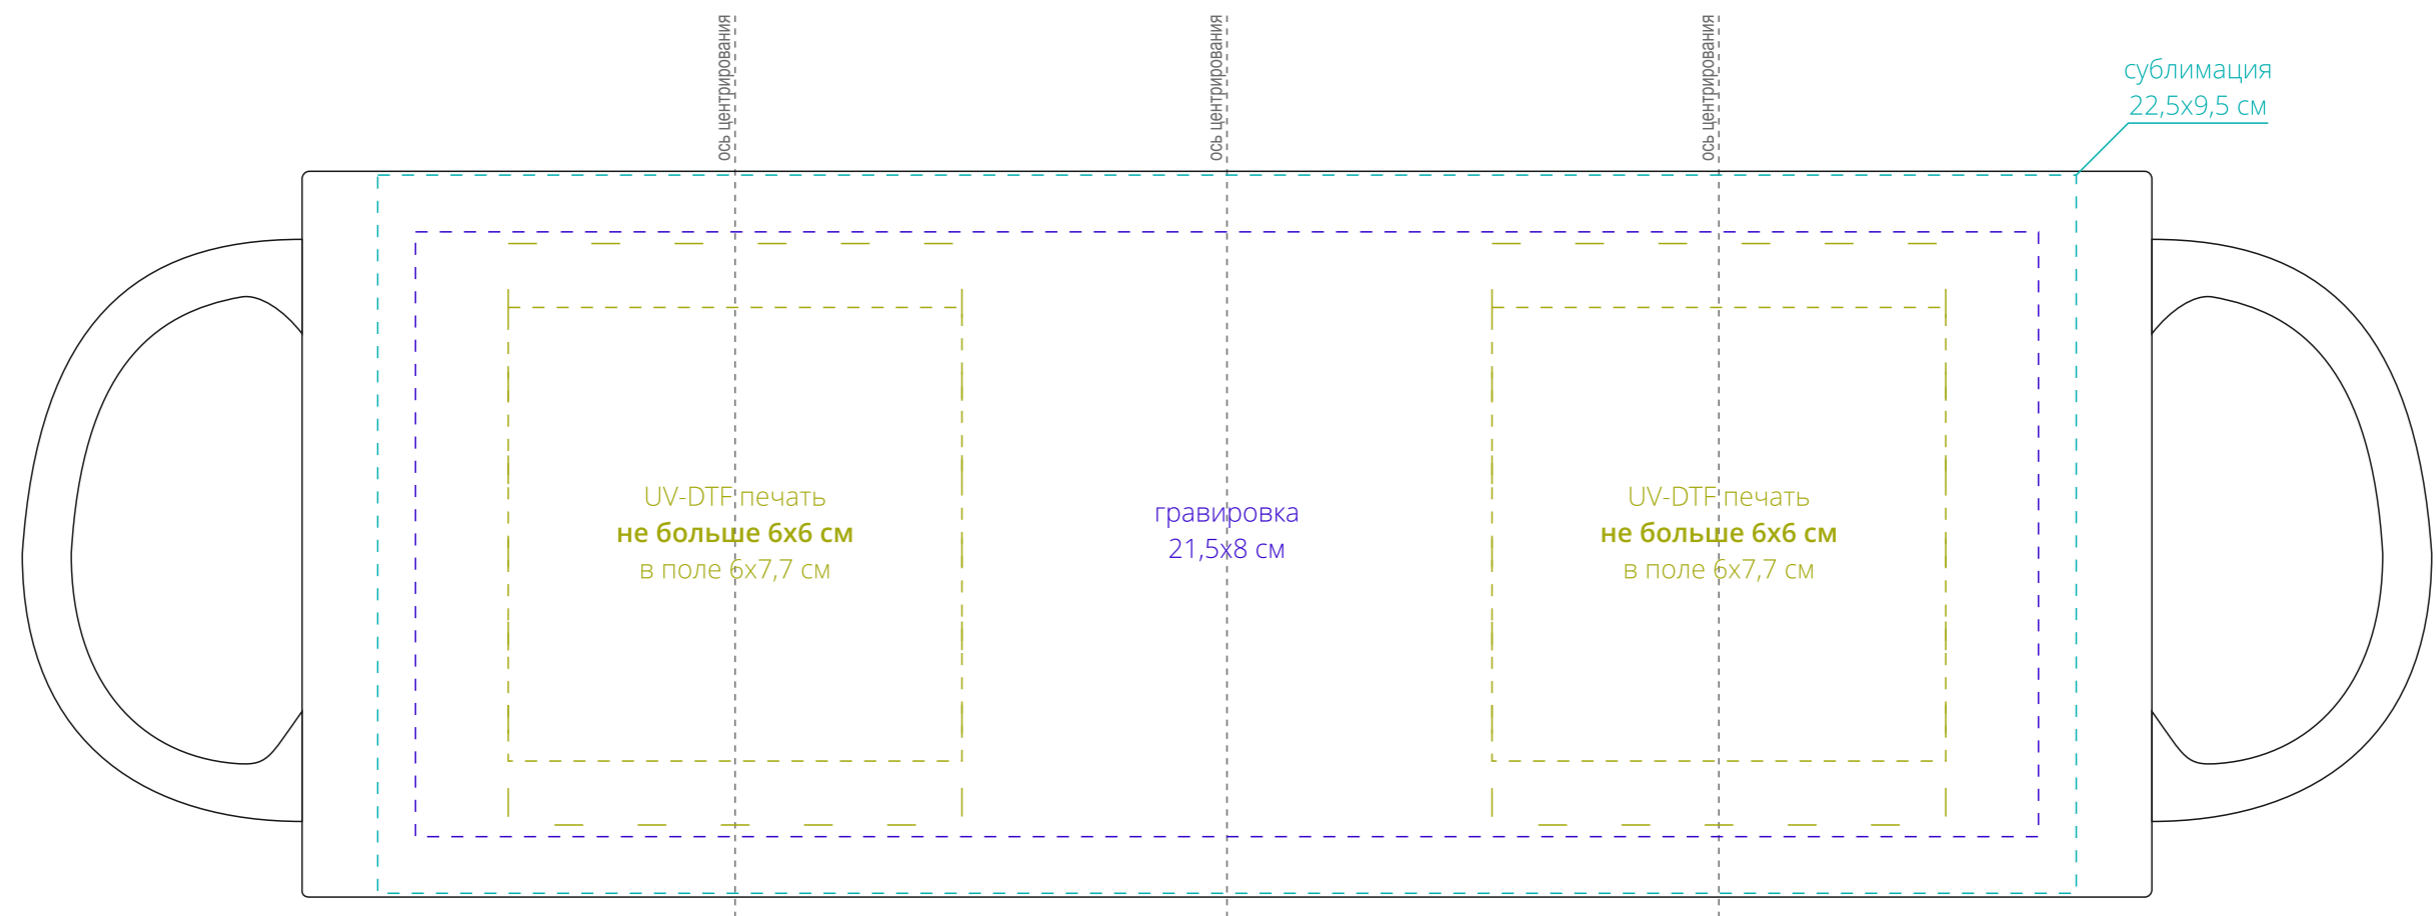 ось центрирования
ось центрирования
ось центрирования
сублимация
22,5x9,5 см
UV-DTF печать
не больше 6x6 см
в поле 6x7,7 см
гравировка
21,5x8 см
UV-DTF печать
не больше 6x6 см
в поле 6x7,7 см